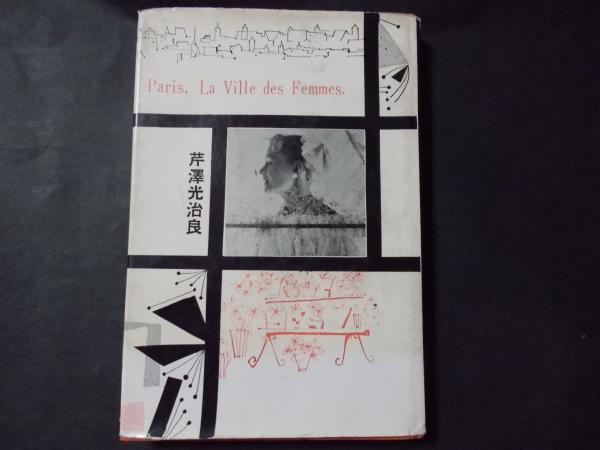 Paris, La Ville des Femmes.
芹澤光治良